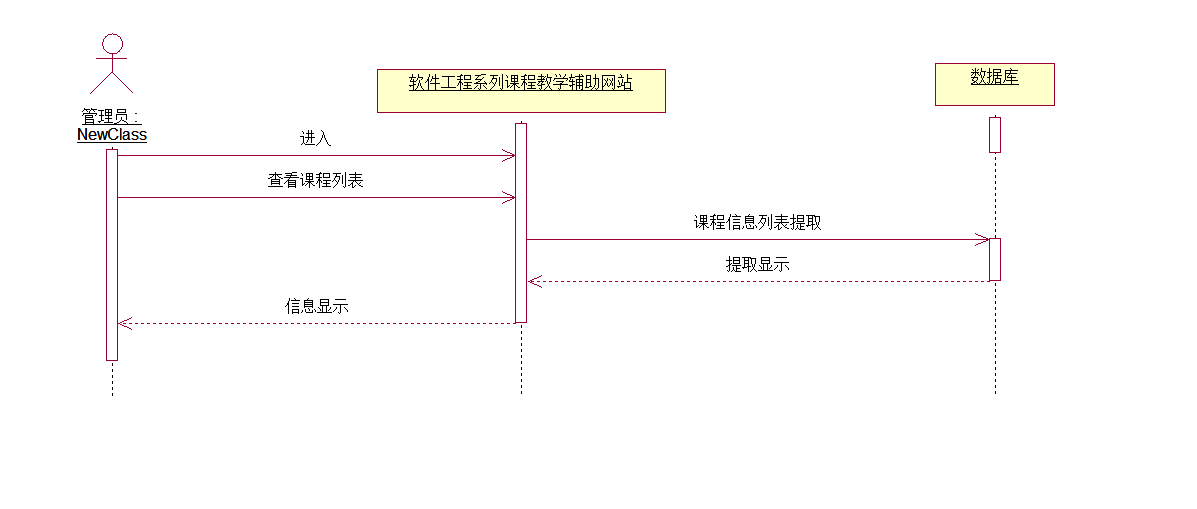 软件工程系列课程教学辅助网站
数据库
管理员 :
NewClass
进入
查看课程列表
课程信息列表提取
提取显示
信息显示